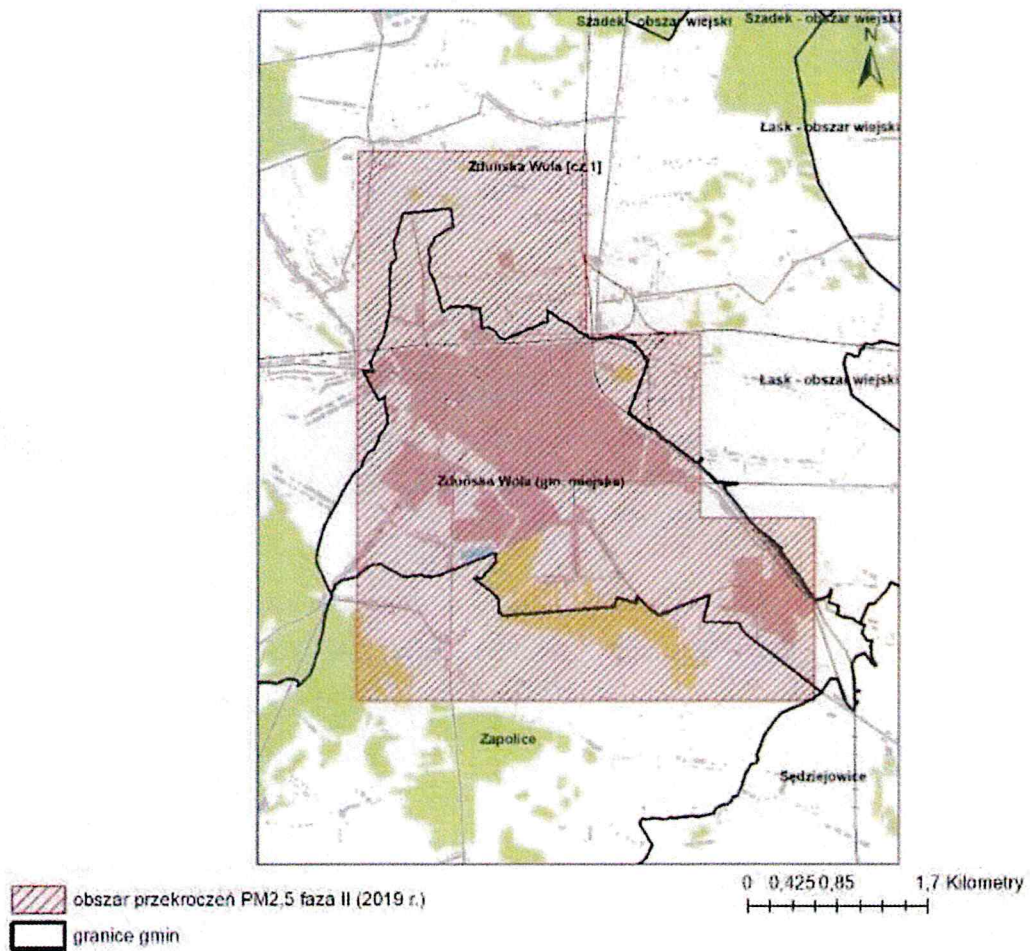 Szadek - obszar wiejski
Szadek - obszar wiejski
N
Łask - obszar wiejski
Zduńska Wola [cz.1]
Łask - obszar wiejski
Zduńska Wola (gm. miejska)
Zapolice
Sędziejowice
0 0,425 0,85 1,7 Kilometry
obszar przekroczeń PM2,5 faza II (2019 r.)
granice gmin